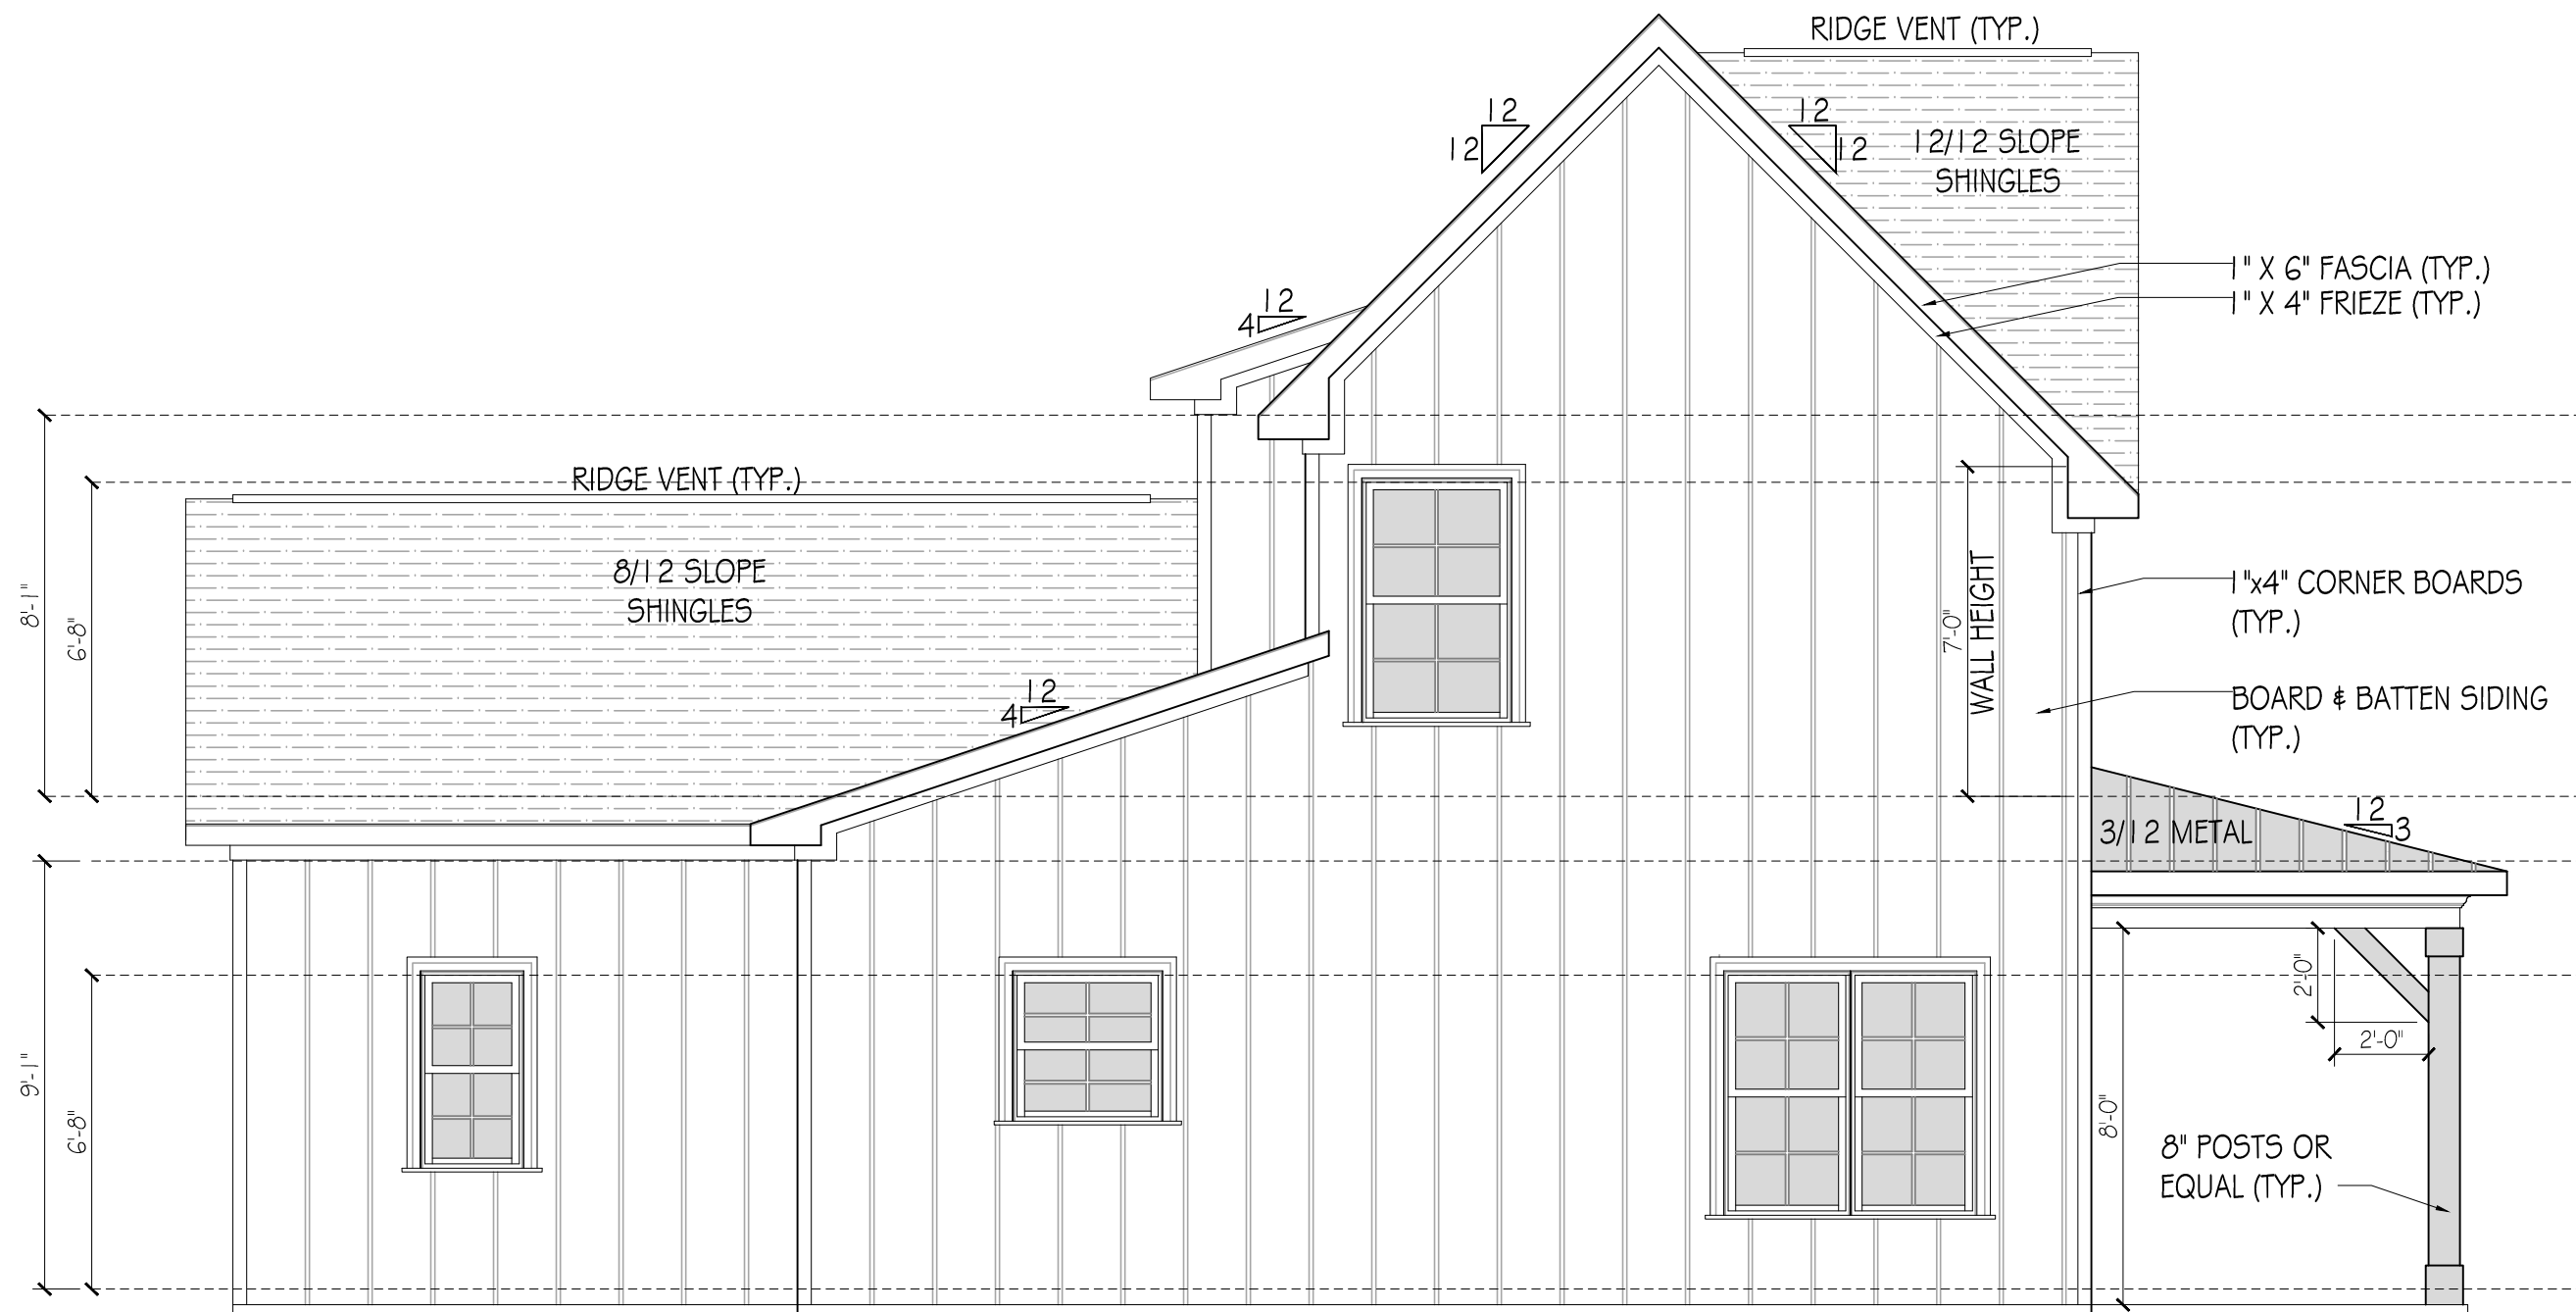 RIDGE VENT (TYP.)
12
12
12
12
12/12 SLOPE
SHINGLES
1" X 6" FASCIA (TYP.)
1" X 4" FRIEZE (TYP.)
12
4
RIDGE VENT (TYP.)
8/12 SLOPE
SHINGLES
8'-1"
6'-8"
7'-0"
WALL HEIGHT
1"x4" CORNER BOARDS
(TYP.)
12
4
BOARD & BATTEN SIDING
(TYP.)
3/12 METAL
12
3
2'-0"
2'-0"
9'-1"
6'-8"
8'-0"
8" POSTS OR
EQUAL (TYP.)